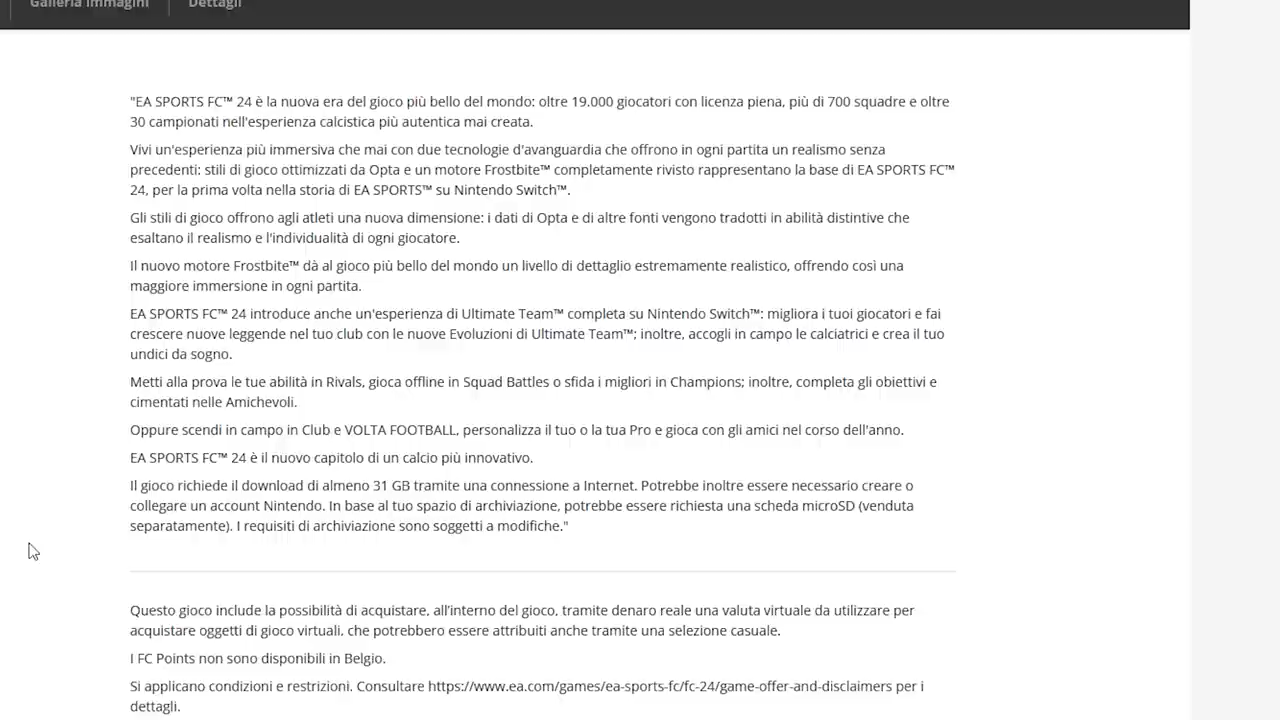 Galleria immagini
Dettagli
"EA SPORTS FC™ 24 è la nuova era del gioco più bello del mondo: oltre 19.000 giocatori con licenza piena, più di 700 squadre e oltre
30 campionati nell'esperienza calcistica più autentica mai creata.
Vivi un'esperienza più immersiva che mai con due tecnologie d'avanguardia che offrono in ogni partita un realismo senza
precedenti: stili di gioco ottimizzati da Opta e un motore Frostbite™ completamente rivisto rappresentano la base di EA SPORTS FC™
24, per la prima volta nella storia di EA SPORTS™ su Nintendo Switch™.
Gli stili di gioco offrono agli atleti una nuova dimensione: i dati di Opta e di altre fonti vengono tradotti in abilità distintive che
esaltano il realismo e l'individualità di ogni giocatore.
Il nuovo motore Frostbite™ dà al gioco più bello del mondo un livello di dettaglio estremamente realistico, offrendo così una
maggiore immersione in ogni partita.
EA SPORTS FC™ 24 introduce anche un'esperienza di Ultimate Team™ completa su Nintendo Switch™: migliora i tuoi giocatori e fai
crescere nuove leggende nel tuo club con le nuove Evoluzioni di Ultimate Team™; inoltre, accogli in campo le calciatrici e crea il tuo
undici da sogno.
Metti alla prova le tue abilità in Rivals, gioca offline in Squad Battles o sfida i migliori in Champions; inoltre, completa gli obiettivi e
cimentati nelle Amichevoli.
Oppure scendi in campo in Club e VOLTA FOOTBALL, personalizza il tuo o la tua Pro e gioca con gli amici nel corso dell'anno.
EA SPORTS FC™ 24 è il nuovo capitolo di un calcio più innovativo.
Il gioco richiede il download di almeno 31 GB tramite una connessione a Internet. Potrebbe inoltre essere necessario creare o
collegare un account Nintendo. In base al tuo spazio di archiviazione, potrebbe essere richiesta una scheda microSD (venduta
separatamente). I requisiti di archiviazione sono soggetti a modifiche."
Questo gioco include la possibilità di acquistare, all'interno del gioco, tramite denaro reale una valuta virtuale da utilizzare per
acquistare oggetti di gioco virtuali, che potrebbero essere attribuiti anche tramite una selezione casuale.
I FC Points non sono disponibili in Belgio.
Si applicano condizioni e restrizioni. Consultare https://www.ea.com/games/ea-sports-fc/fc-24/game-offer-and-disclaimers per i
dettagli.